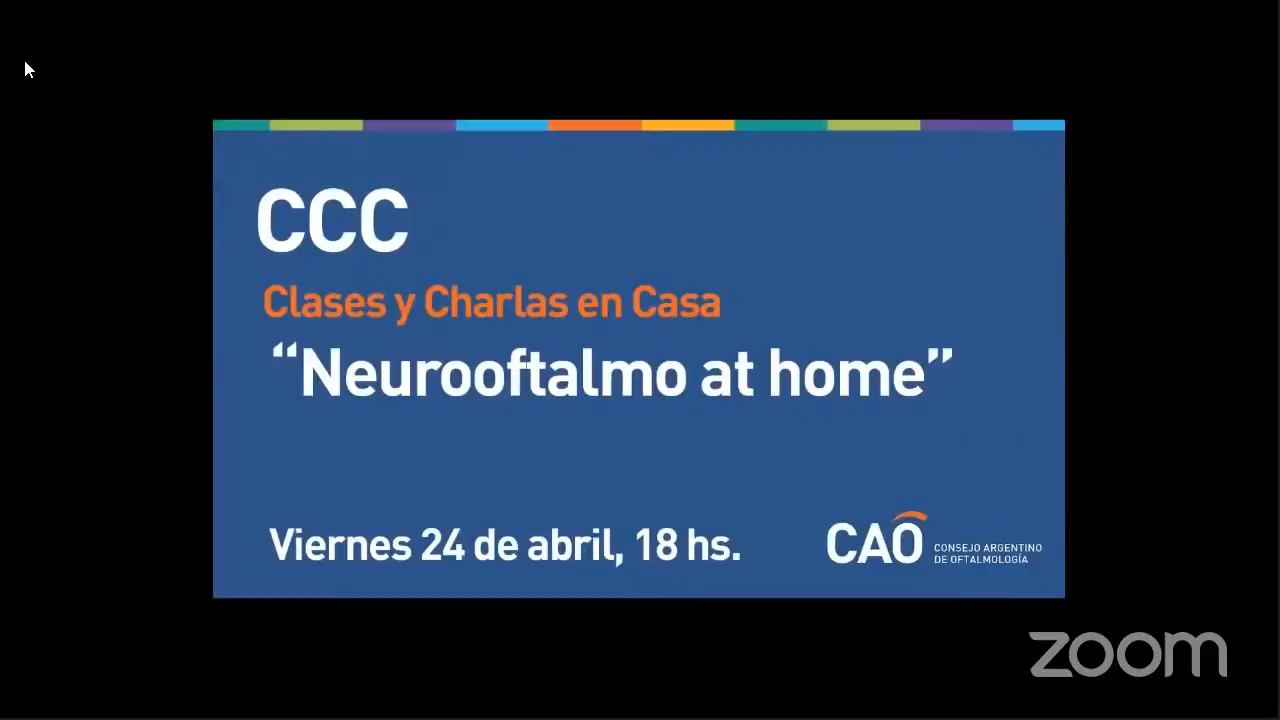 CCC
Clases y Charlas en Casa
“Neurooftalmo at home”
Viernes 24 de abril, 18 hs.
CAO
CONSEJO ARGENTINO
DE OFTALMOLOGÍA
zoom